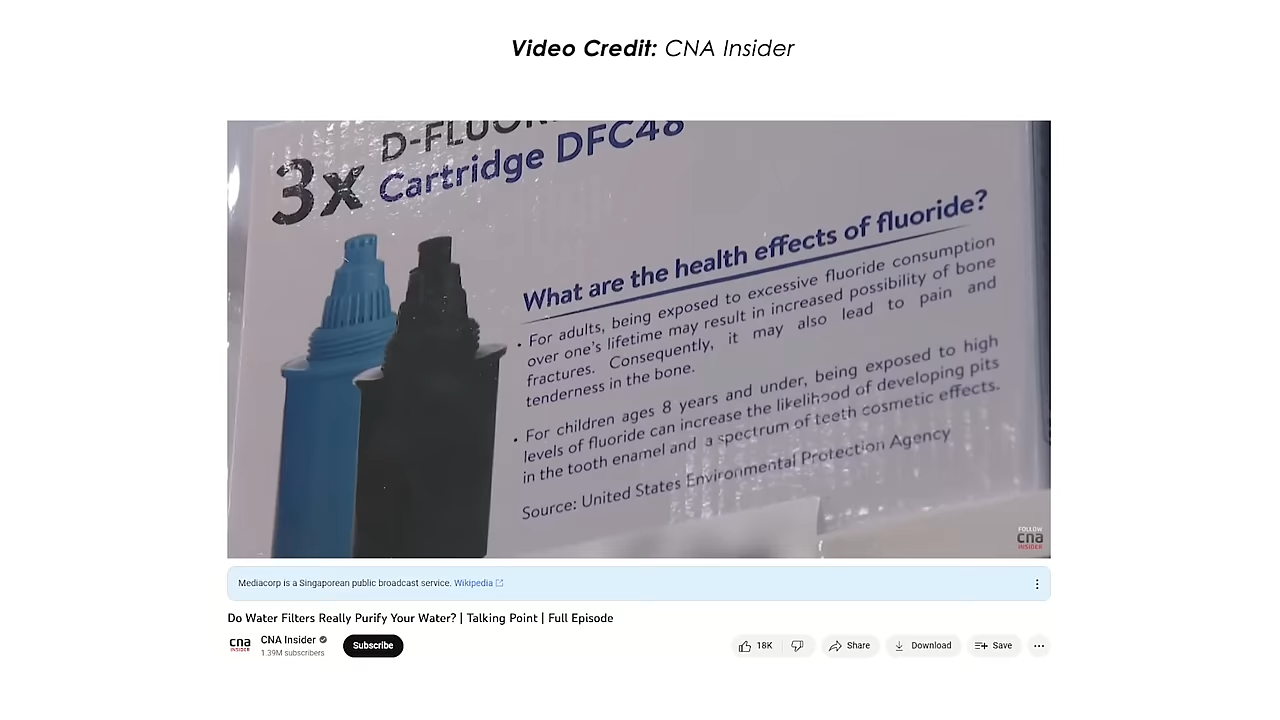 Video Credit: CNA Insider
3x
Cartridge DFC48
What are the health effects of fluoride?
• For adults, being exposed to excessive fluoride consumption
over one's lifetime may result in increased possibility of bone
fractures. Consequently, it may also lead to pain and
tenderness in the bone.
• For children ages 8 years and under, being exposed to high
levels of fluoride can increase the likelihood of developing pits
in the tooth enamel and a spectrum of teeth cosmetic effects.
Source: United States Environmental Protection Agency
FOLLOW
cna
INSIDER
Mediacorp is a Singaporean public broadcast service. Wikipedia
Do Water Filters Really Purify Your Water? | Talking Point | Full Episode
cna
INSIDER
CNA Insider
1.39M subscribers
Subscribe
18K
Share
Download
Save